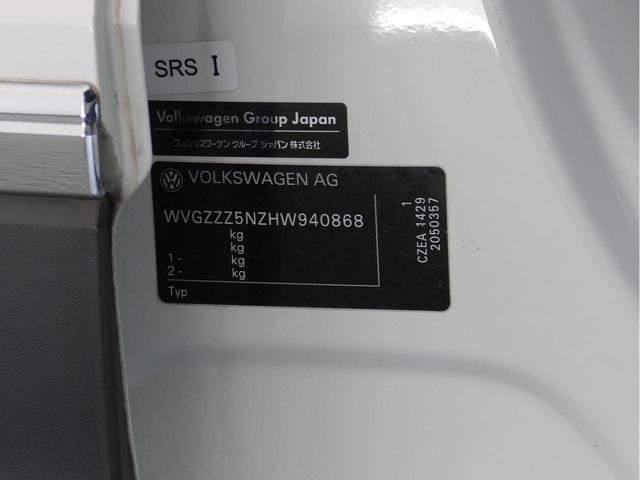 SRS I
Volkswagen Group Japan
フォルクスワーゲン グループ ジャパン 株式会社
VOLKSWAGEN AG
WVGZZZ5NZHW940868
kg
kg
1 - kg
2 - kg
Typ
1
CZEA 1429
2050357